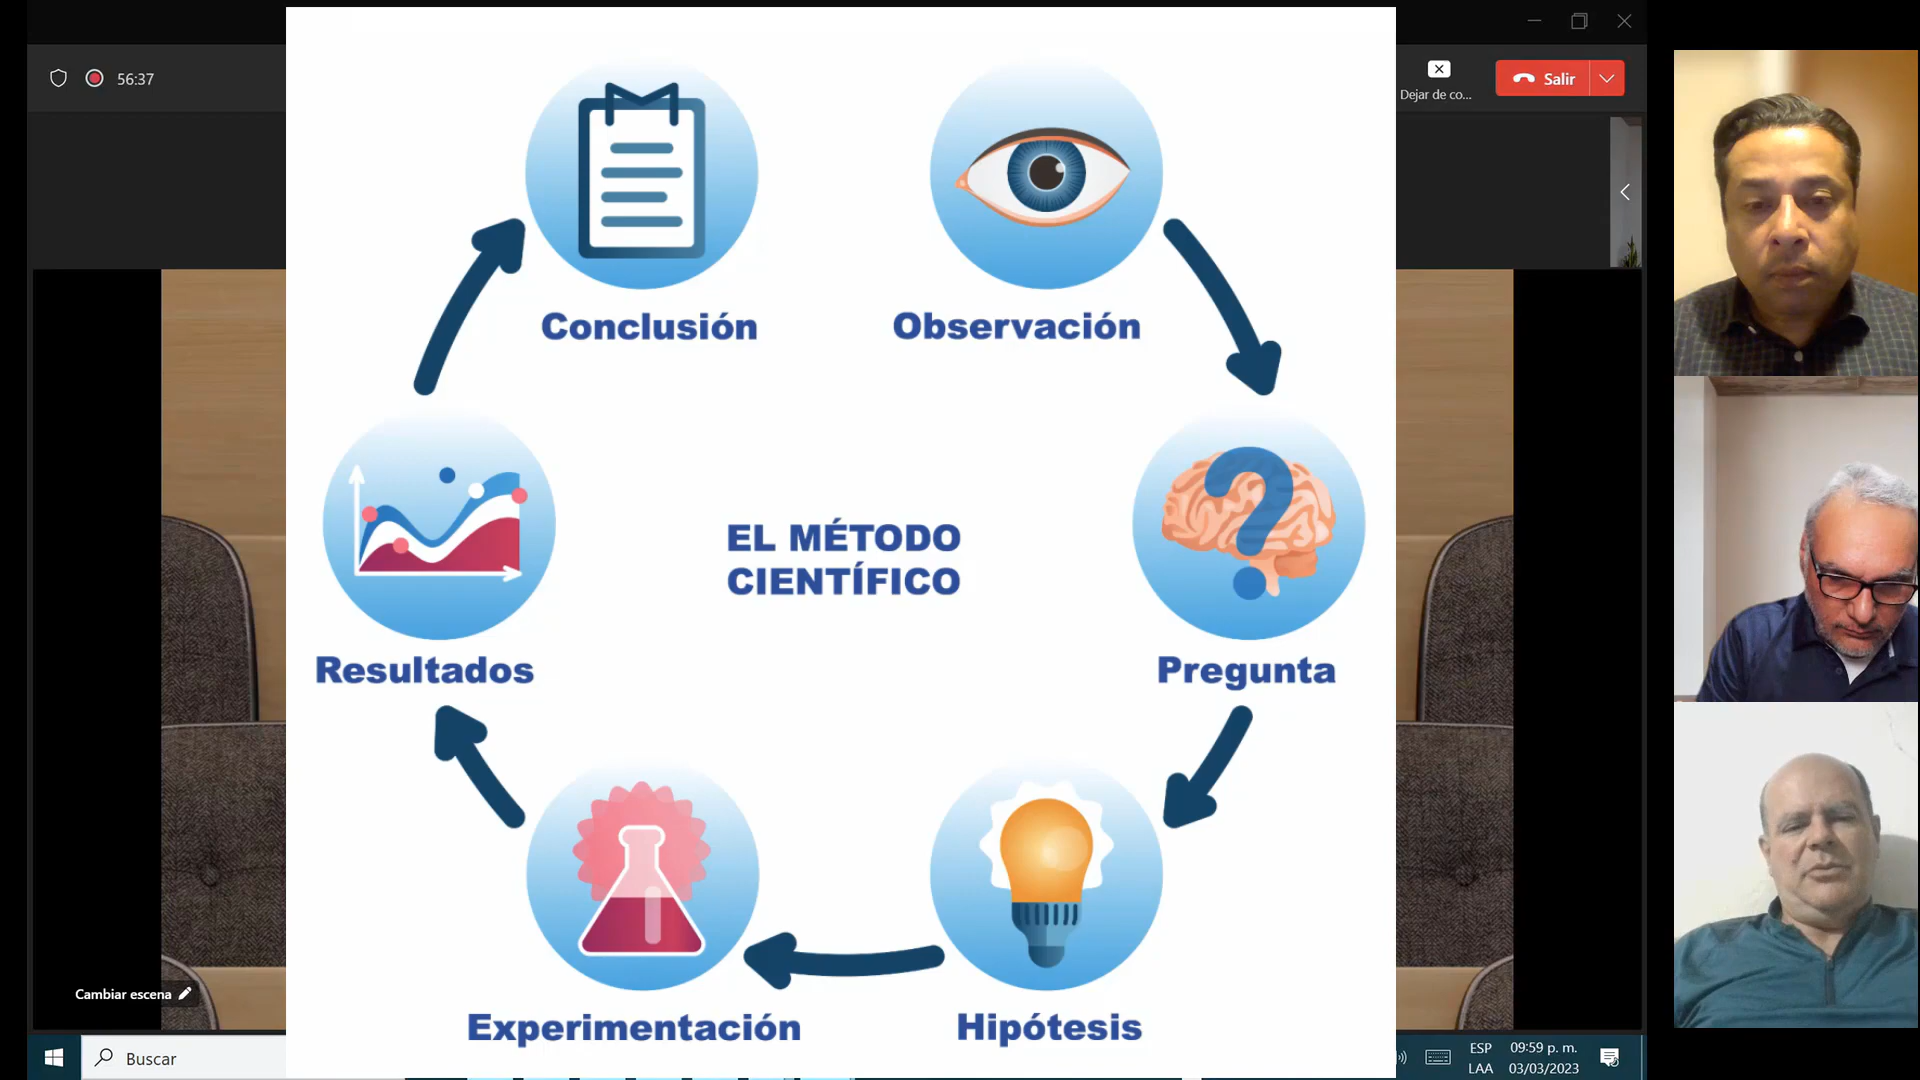 56:37
Dejar de co...
Salir
Conclusión
Observación
EL MÉTODO
CIENTÍFICO
Resultados
Pregunta
Experimentación
Hipótesis
Cambiar escena
Buscar
ESP
LAA
09:59 p. m.
03/03/2023